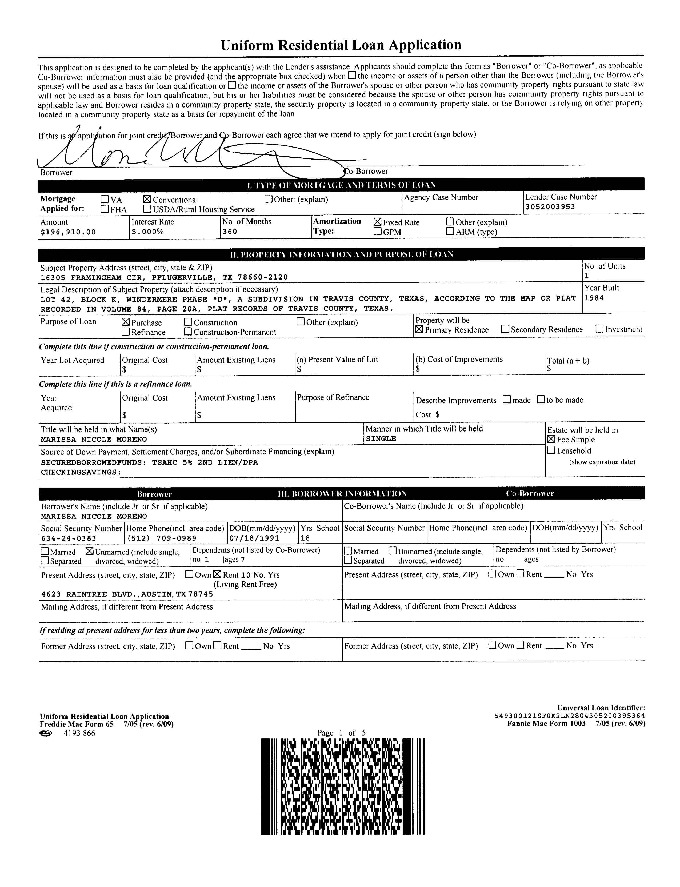 Uniform Residential Loan Application
This application is designed to be completed by the applicant(s) with the Lender's assistance. Applicants should complete this form as "Borrower" or "Co-Borrower", as applicable
Co-Borrower information must also be provided (and the appropriate box checked) when ☐ the income or assets of a person other than the Borrower (including the Borrower's
spouse) will be used as a basis for loan qualification or ☐ the income or assets of the Borrower's spouse or other person who has community property rights pursuant to state law
will not be used as a basis for loan qualification, but his or her liabilities must be considered because the spouse or other person has community property rights pursuant to
applicable law and Borrower resides in a community property state, the security property is located in a community property state, or the Borrower is relying on other property
located in a community property state as a basis for repayment of the loan
If this is application for joint credit, Borrower and Co Borrower each agree that we intend to apply for joint credit (sign below)
Borrower Co Borrower
I. TYPE OF MORTGAGE AND TERMS OF LOAN
Mortgage ☐ VA ☒ Conventional ☐ Other (explain) Agency Case Number Lender Case Number
Applied for: ☐ FHA ☐ USDA/Rural Housing Service 3052003953
Amount Interest Rate No. of Months Amortization ☒ Fixed Rate ☐ Other (explain)
$196,910.00 5.000% 360 Type: ☐ GPM ☐ ARM (type)
II. PROPERTY INFORMATION AND PURPOSE OF LOAN
Subject Property Address (street, city, state & ZIP) No. of Units
16305 FRAMINGHAM CIR, PFLUGERVILLE, TX 78660-2120 1
Legal Description of Subject Property (attach description if necessary) Year Built
LOT 42, BLOCK E, WINDERMERE PHASE "D", A SUBDIVISION IN TRAVIS COUNTY, TEXAS, ACCORDING TO THE MAP OR PLAT 1984
RECORDED IN VOLUME 84, PAGE 20A, PLAT RECORDS OF TRAVIS COUNTY, TEXAS.
Purpose of Loan ☒ Purchase ☐ Construction ☐ Other (explain) Property will be
☐ Refinance ☐ Construction-Permanent ☒ Primary Residence ☐ Secondary Residence ☐ Investment
Complete this line if construction or construction-permanent loan.
Year Lot Acquired Original Cost Amount Existing Liens (a) Present Value of Lot (b) Cost of Improvements Total (a + b)
$ $ $ $ $
Complete this line if this is a refinance loan.
Year Original Cost Amount Existing Liens Purpose of Refinance Describe Improvements ☐ made ☐ to be made
Acquired
$ $ Cost $
Title will be held in what Name(s) Manner in which Title will be held Estate will be held in
MARISSA NICOLE MORENO SINGLE ☒ Fee Simple
Source of Down Payment, Settlement Charges, and/or Subordinate Financing (explain) ☐ Leasehold
SECUREDBORROWEDFUNDS: TSAHC 5% 2ND LIEN/DPA (show expiration date)
CHECKINGSAVINGS:
Borrower III. BORROWER INFORMATION Co-Borrower
Borrower's Name (include Jr. or Sr. if applicable) Co-Borrower's Name (include Jr. or Sr. if applicable)
MARISSA NICOLE MORENO
Social Security Number Home Phone(incl. area code) DOB(mm/dd/yyyy) Yrs. School Social Security Number Home Phone(incl. area code) DOB(mm/dd/yyyy) Yrs. School
634-24-0383 (512) 709-0989 07/18/1991 18
☐ Married ☒ Unmarried (include single, Dependents (not listed by Co-Borrower) ☐ Married ☐ Unmarried (include single, Dependents (not listed by Borrower)
☐ Separated divorced, widowed) no 1 ages 7 ☐ Separated divorced, widowed) no ages
Present Address (street, city, state, ZIP) ☐ Own ☒ Rent 10 No. Yrs Present Address (street, city, state, ZIP) ☐ Own ☐ Rent ____ No Yrs
(Living Rent Free)
4623 RAINTREE BLVD., AUSTIN, TX 78745
Mailing Address, if different from Present Address Mailing Address, if different from Present Address
If residing at present address for less than two years, complete the following:
Former Address (street, city, state, ZIP) ☐ Own ☐ Rent ____ No Yrs Former Address (street, city, state, ZIP) ☐ Own ☐ Rent ____ No Yrs
Universal Loan Identifier:
Uniform Residential Loan Application
Freddie Mac Form 65 7/05 (rev. 6/09) Fannie Mae Form 1003 7/05 (rev. 6/09)
4193 866 Page 1 of 5